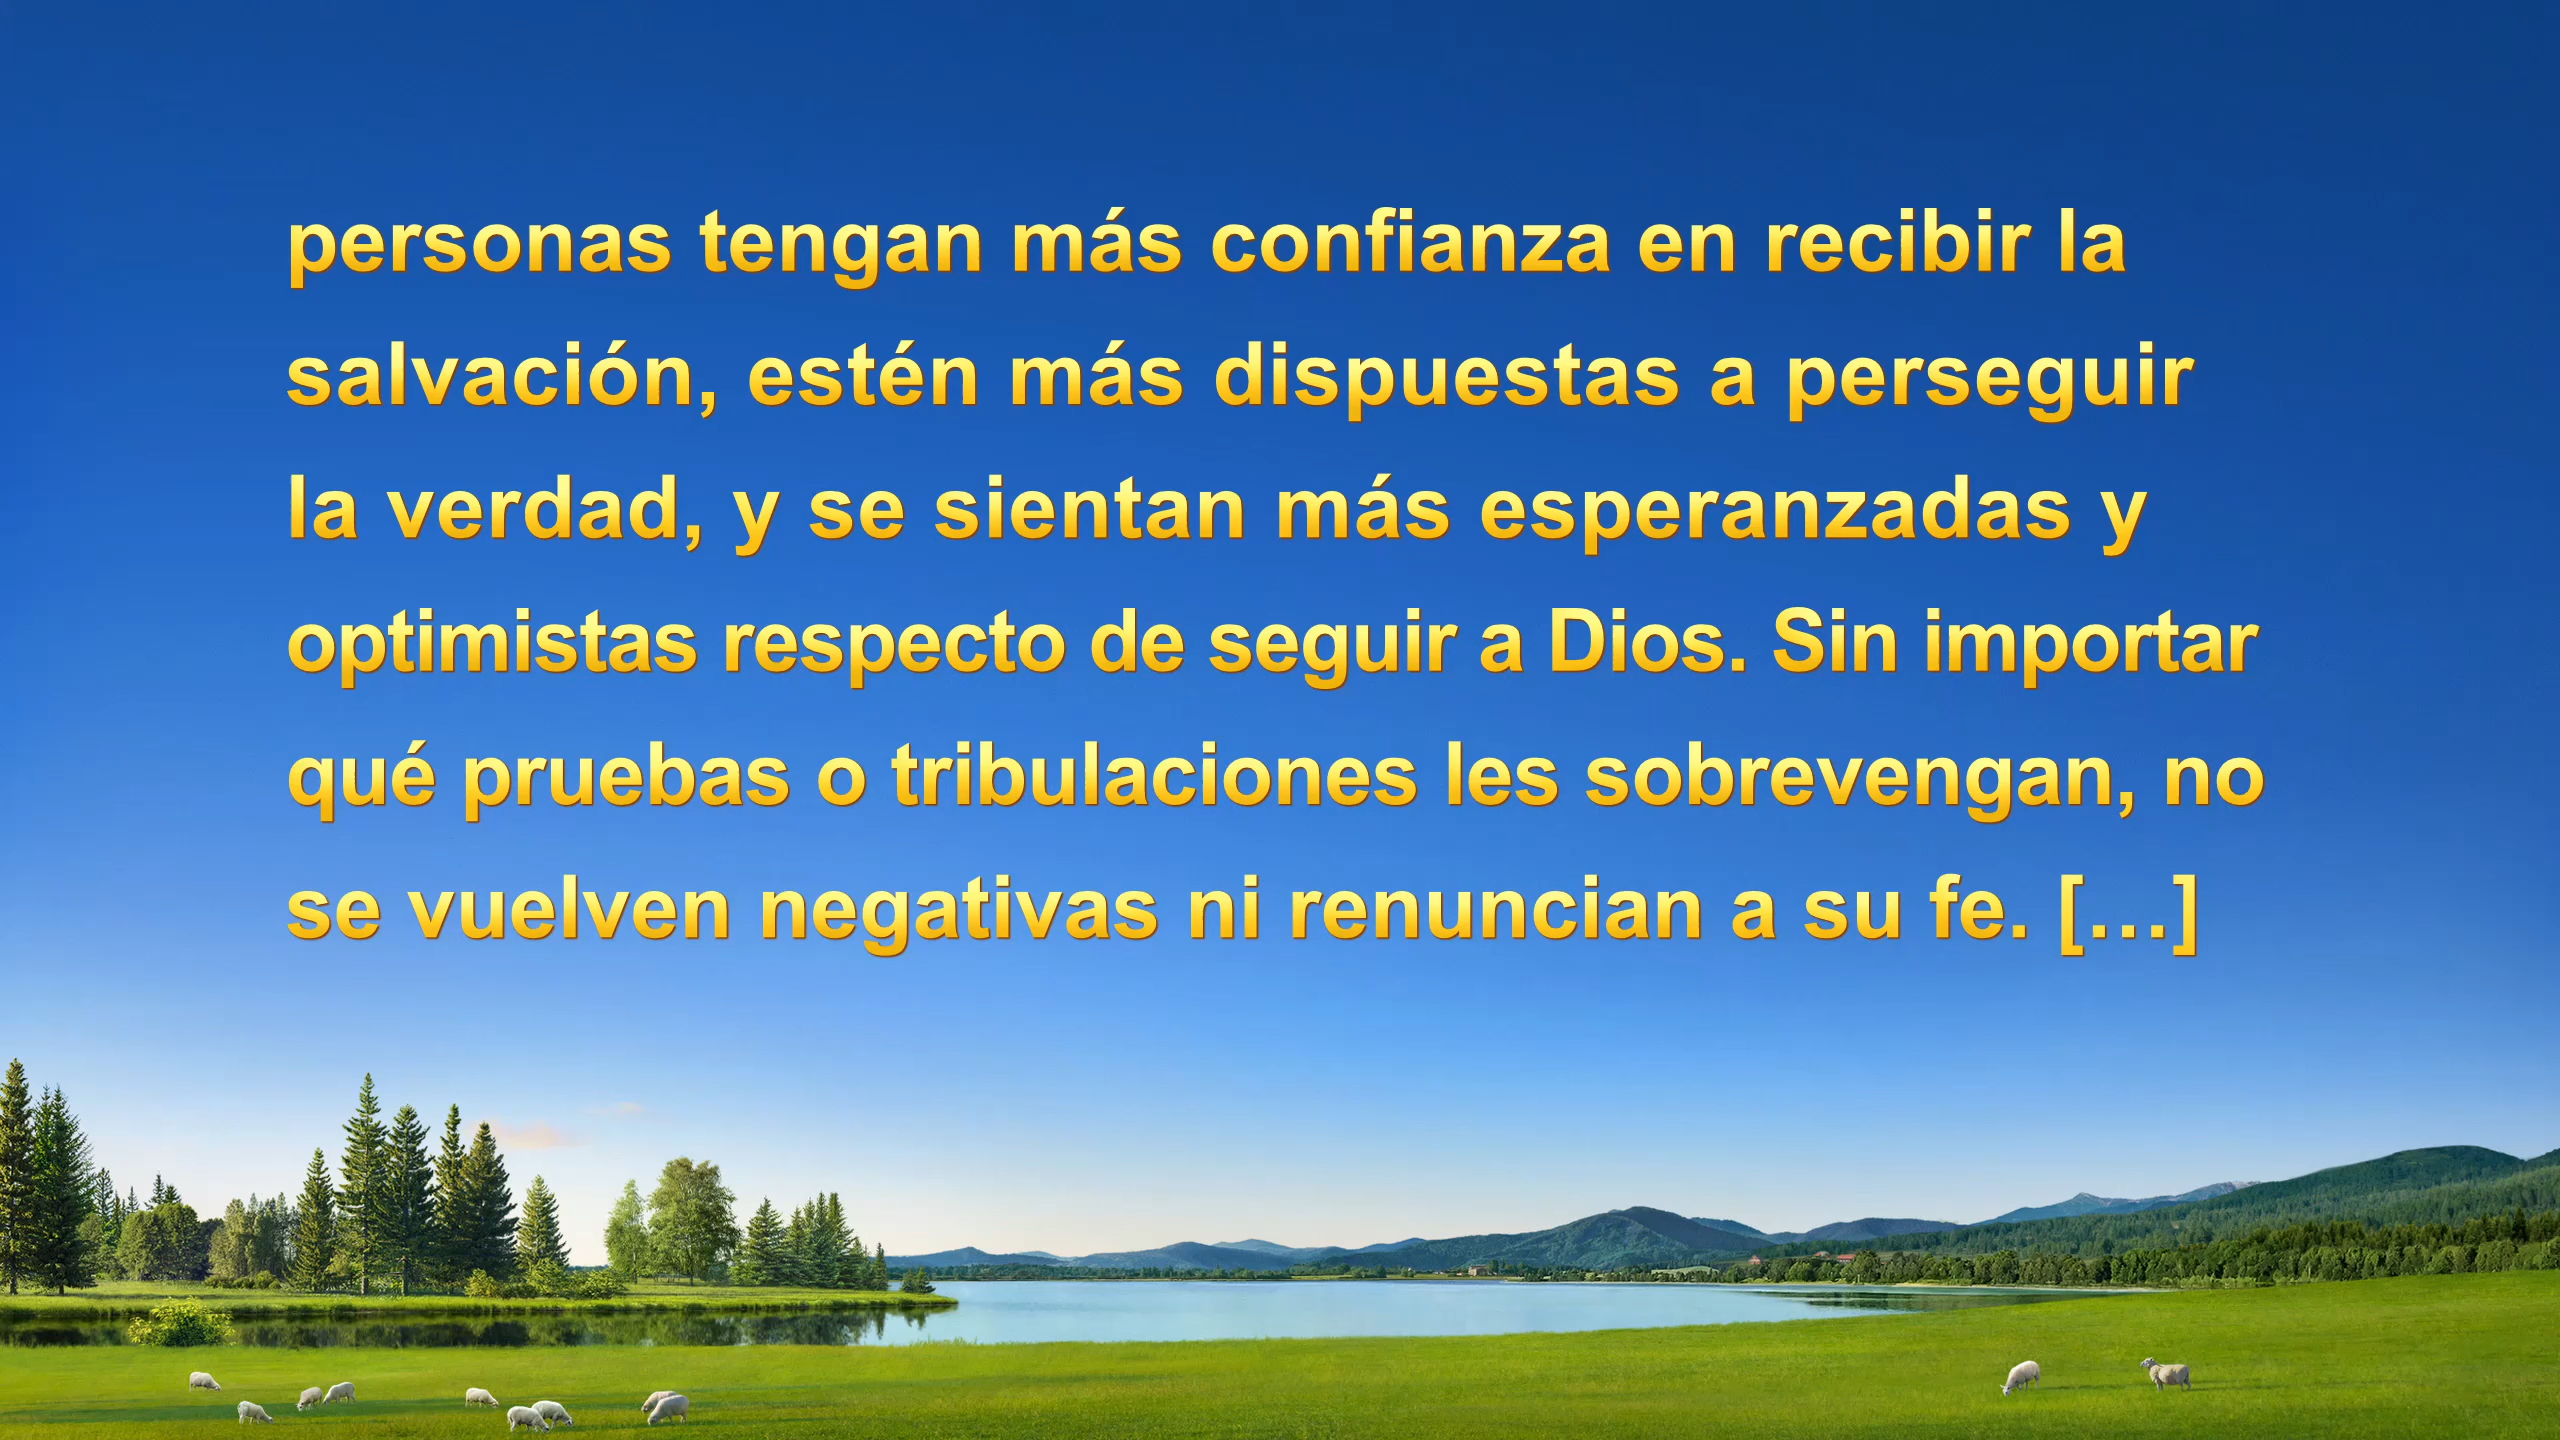 personas tengan más confianza en recibir la
salvación, estén más dispuestas a perseguir
la verdad, y se sientan más esperanzadas y
optimistas respecto de seguir a Dios. Sin importar
qué pruebas o tribulaciones les sobrevengan, no
se vuelven negativas ni renuncian a su fe. […]